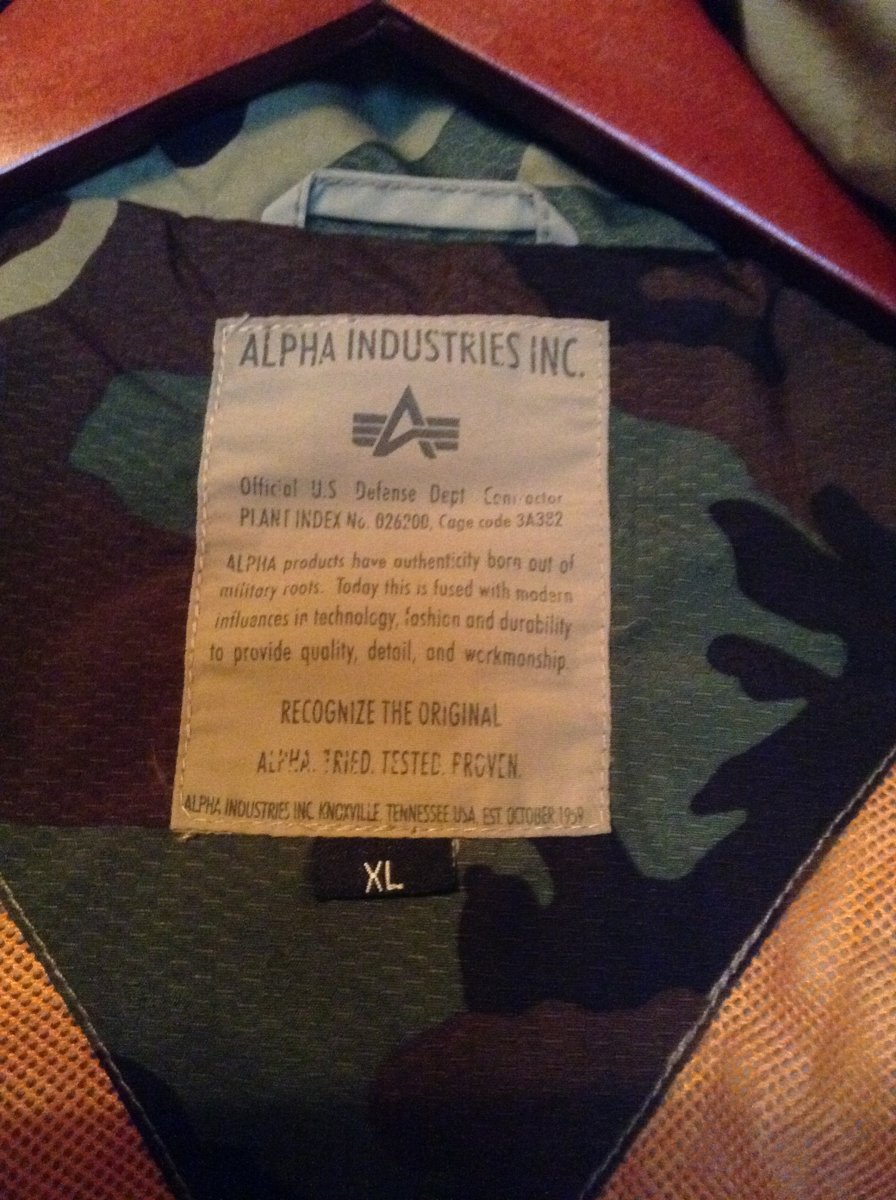 ALPHA INDUSTRIES INC.
Official U.S Defense Dept Contractor
PLANT INDEX No. 026200, Cage code 3A382
ALPHA products have authenticity born out of
military roots. Today this is fused with modern
influences in technology, fashion and durability
to provide quality, detail, and workmanship.
RECOGNIZE THE ORIGINAL
ALPHA. TRIED. TESTED. PROVEN.
ALPHA INDUSTRIES INC. KNOXVILLE, TENNESSEE USA, EST. OCTOBER 1959
XL